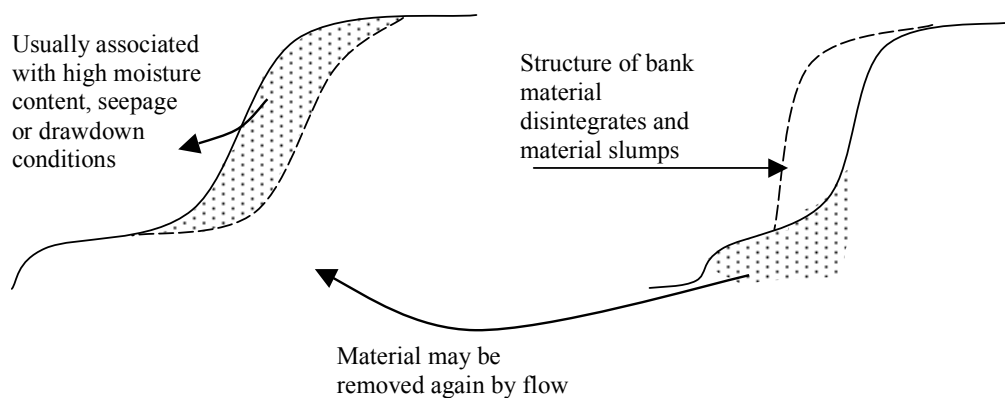 Usually associated
with high moisture
content, seepage
or drawdown
conditions
Structure of bank
material
disintegrates and
material slumps
Material may be
removed again by flow